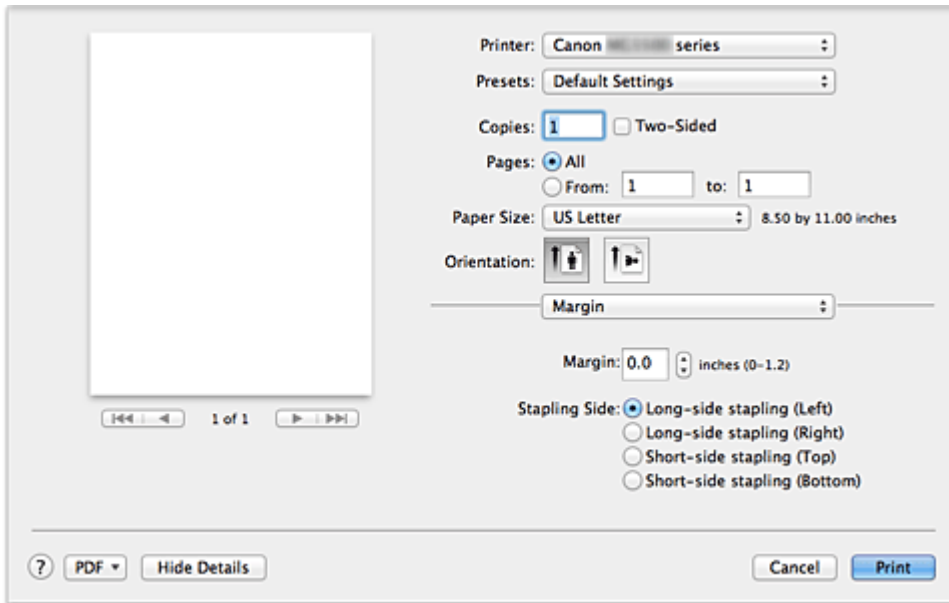 Printer: Canon series
Presets: Default Settings
Copies: 1 Two-Sided
Pages: All
From: 1 to: 1
Paper Size: US Letter 8.50 by 11.00 inches
Orientation:
Margin
Margin: 0.0 inches (0-1.2)
1 of 1
Stapling Side: Long-side stapling (Left)
Long-side stapling (Right)
Short-side stapling (Top)
Short-side stapling (Bottom)
? PDF Hide Details Cancel Print